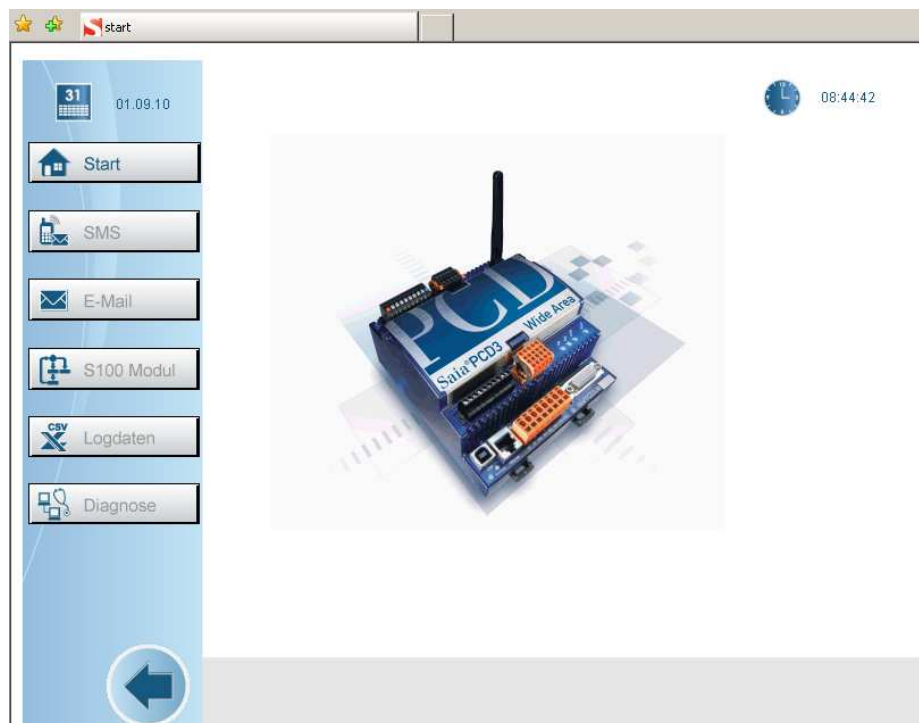 start
31
01.09.10
08:44:42
Start
SMS
E-Mail
S100 Modul
CSV
Logdaten
Diagnose
PCD
Wide Area
Saia®PCD3